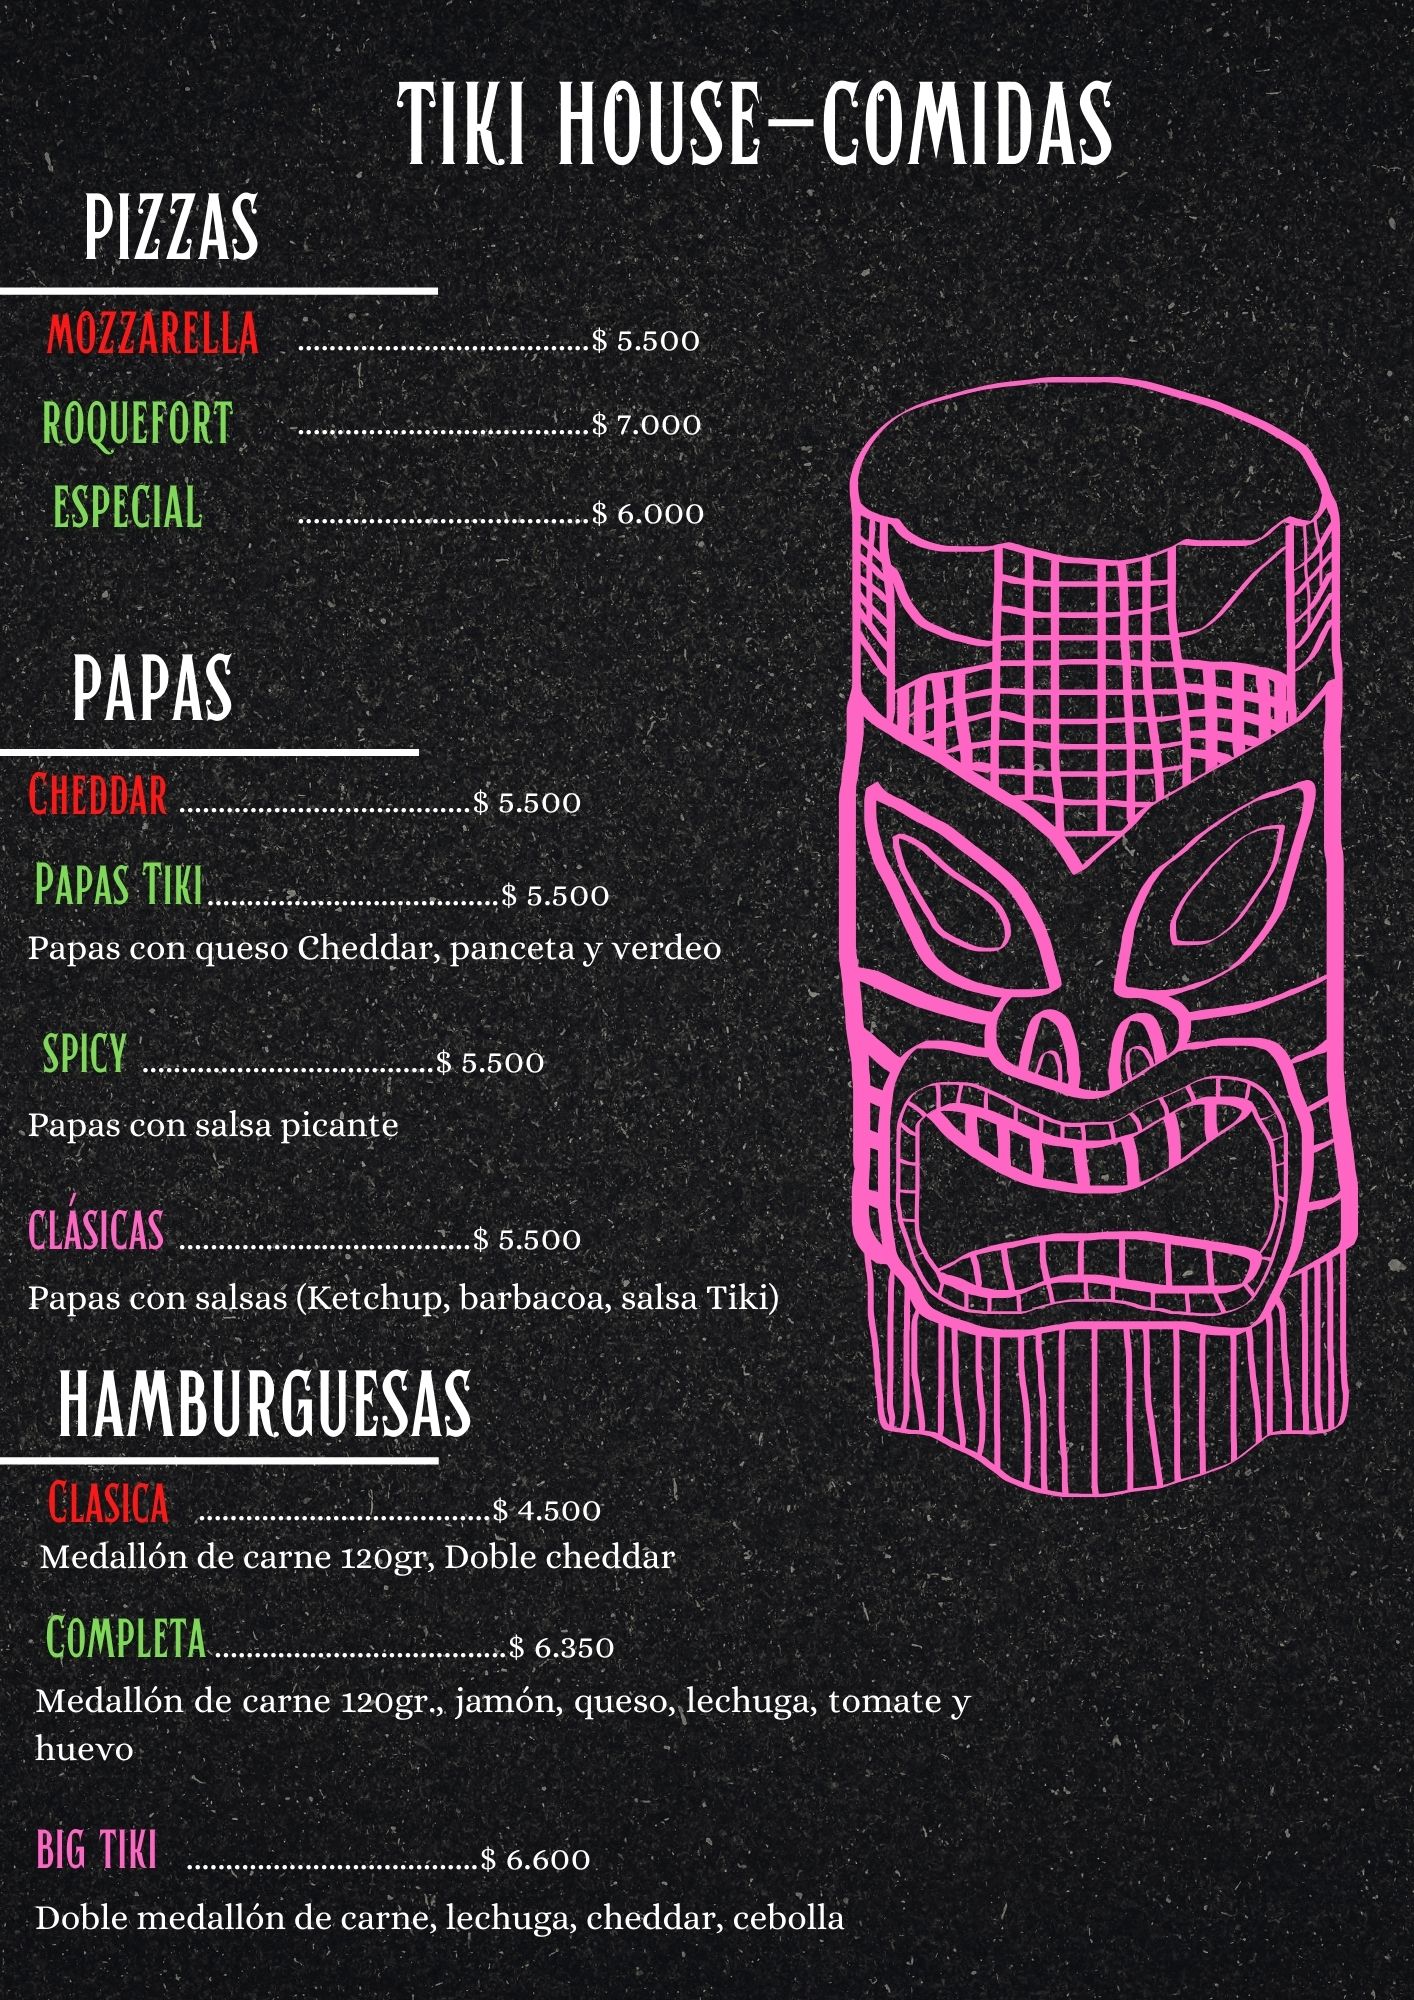 TIKI HOUSE-COMIDAS
PIZZAS
MOZZARELLA .....................................$ 5.500
ROQUEFORT .....................................$ 7.000
ESPECIAL .....................................$ 6.000
PAPAS
CHEDDAR .....................................$ 5.500
PAPAS TIKI.....................................$ 5.500
Papas con queso Cheddar, panceta y verdeo
SPICY .....................................$ 5.500
Papas con salsa picante
CLÁSICAS .....................................$ 5.500
Papas con salsas (Ketchup, barbacoa, salsa Tiki)
HAMBURGUESAS
CLASICA .....................................$ 4.500
Medallón de carne 120gr, Doble cheddar
COMPLETA.....................................$ 6.350
Medallón de carne 120gr., jamón, queso, lechuga, tomate y
huevo
BIG TIKI .....................................$ 6.600
Doble medallón de carne, lechuga, cheddar, cebolla